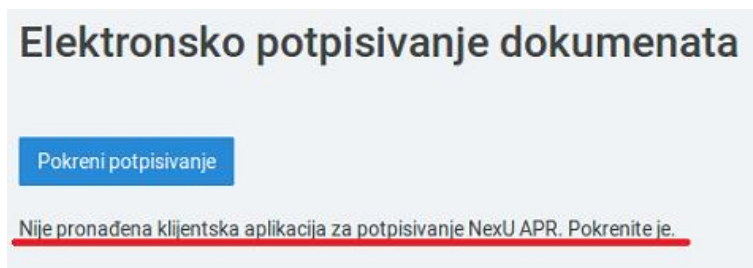 Elektronsko potpisivanje dokumenata
Pokreni potpisivanje
Nije pronađena klijentska aplikacija za potpisivanje NexU APR. Pokrenite je.